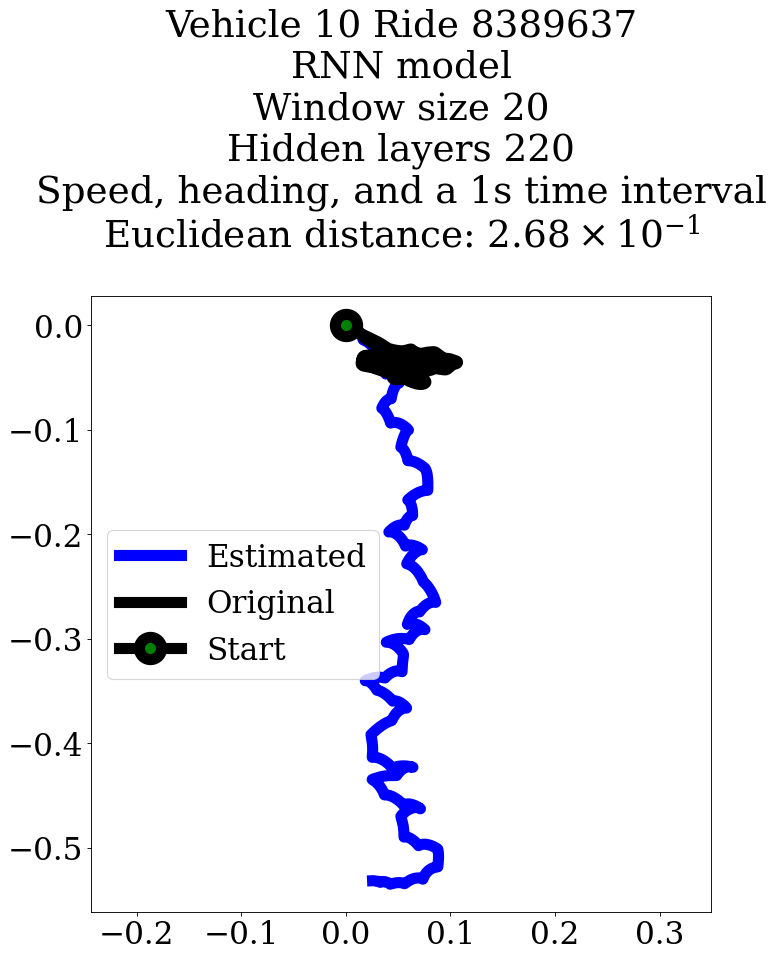 Vehicle 10 Ride 8389637
RNN model
Window size 20
Hidden layers 220
Speed, heading, and a 1s time interval
Euclidean distance: 2.68 × 10⁻¹
0.0
−0.1
−0.2
−0.3
−0.4
−0.5
Estimated
Original
Start
−0.2 −0.1 0.0 0.1 0.2 0.3